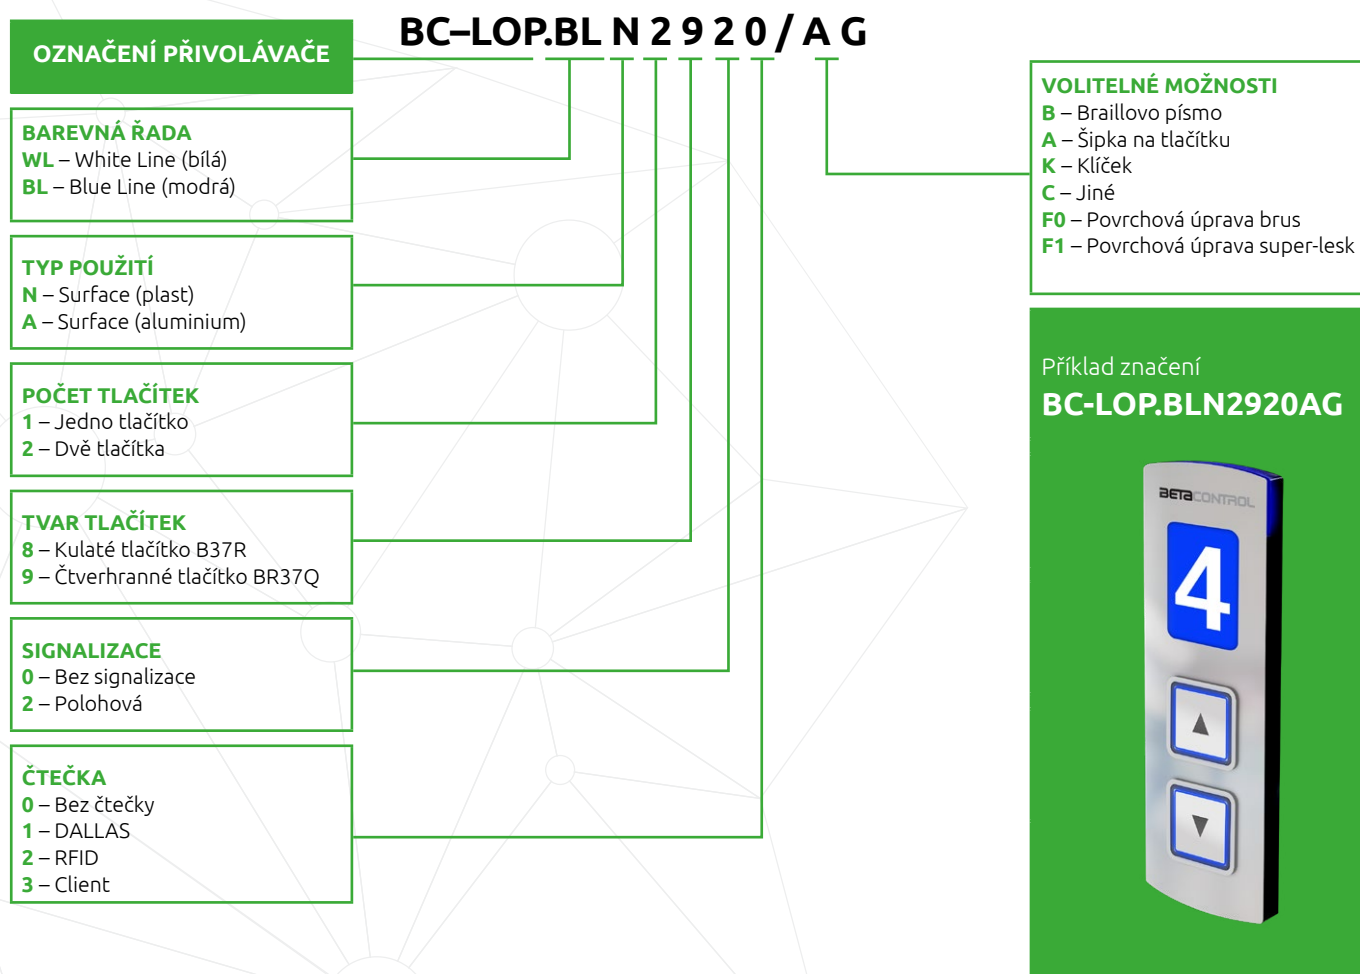 BC–LOP.BL N 2 9 2 0 / A G
OZNAČENÍ PŘIVOLÁVAČE
BAREVNÁ ŘADA
WL – White Line (bílá)
BL – Blue Line (modrá)
TYP POUŽITÍ
N – Surface (plast)
A – Surface (aluminium)
POČET TLAČÍTEK
1 – Jedno tlačítko
2 – Dvě tlačítka
TVAR TLAČÍTEK
8 – Kulaté tlačítko B37R
9 – Čtverhranné tlačítko BR37Q
SIGNALIZACE
0 – Bez signalizace
2 – Polohová
ČTEČKA
0 – Bez čtečky
1 – DALLAS
2 – RFID
3 – Client
VOLITELNÉ MOŽNOSTI
B – Braillovo písmo
A – Šipka na tlačítku
K – Klíček
C – Jiné
F0 – Povrchová úprava brus
F1 – Povrchová úprava super-lesk
Příklad značení
BC-LOP.BLN2920AG
BETACONTROL
4